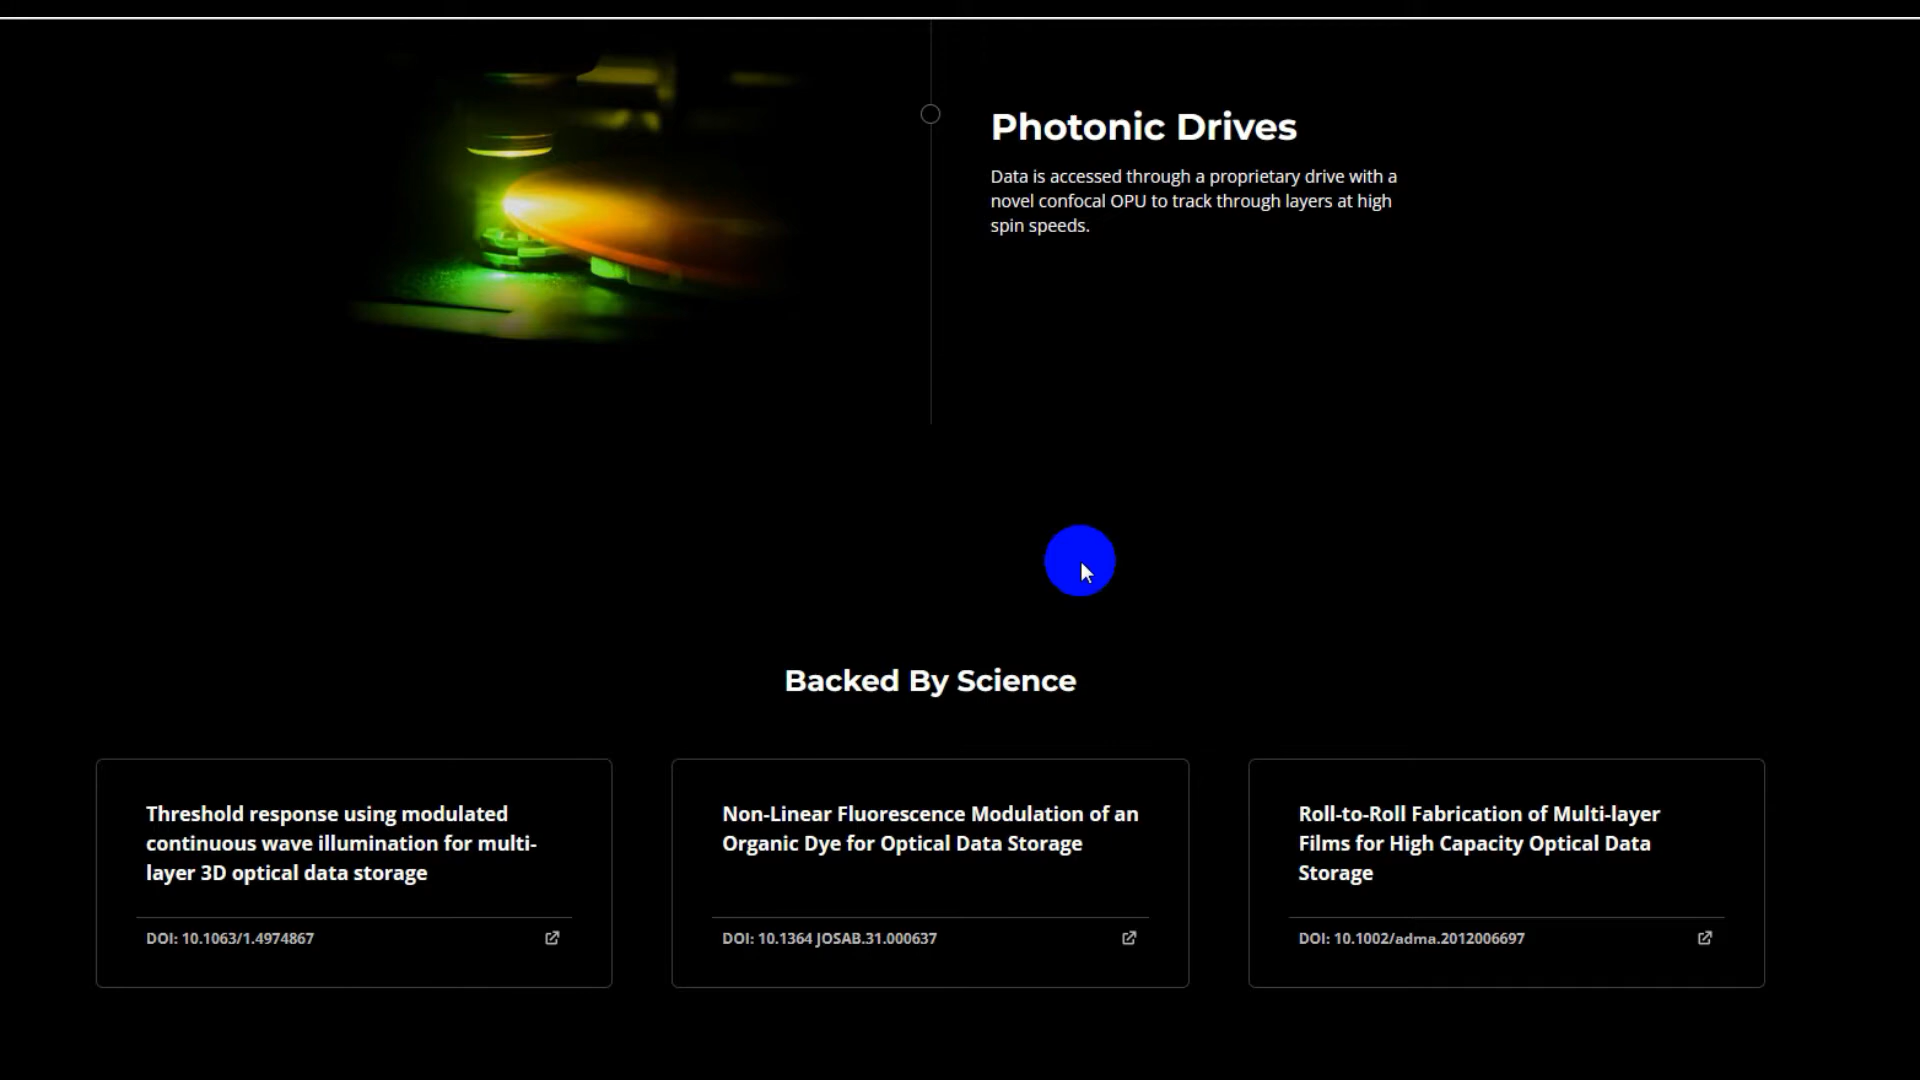 Photonic Drives
Data is accessed through a proprietary drive with a
novel confocal OPU to track through layers at high
spin speeds.
Backed By Science
Threshold response using modulated
continuous wave illumination for multi-
layer 3D optical data storage
DOI: 10.1063/1.4974867
Non-Linear Fluorescence Modulation of an
Organic Dye for Optical Data Storage
DOI: 10.1364 JOSAB.31.000637
Roll-to-Roll Fabrication of Multi-layer
Films for High Capacity Optical Data
Storage
DOI: 10.1002/adma.2012006697